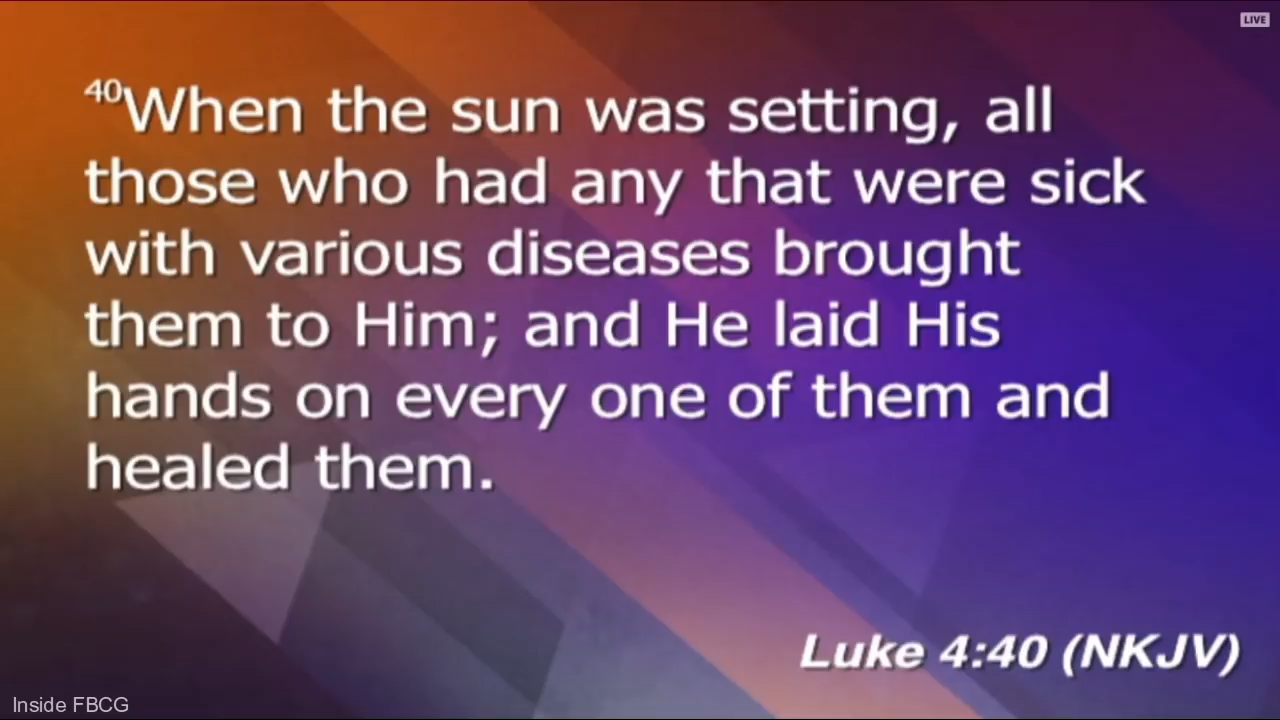 LIVE
40When the sun was setting, all
those who had any that were sick
with various diseases brought
them to Him; and He laid His
hands on every one of them and
healed them.
Luke 4:40 (NKJV)
Inside FBCG